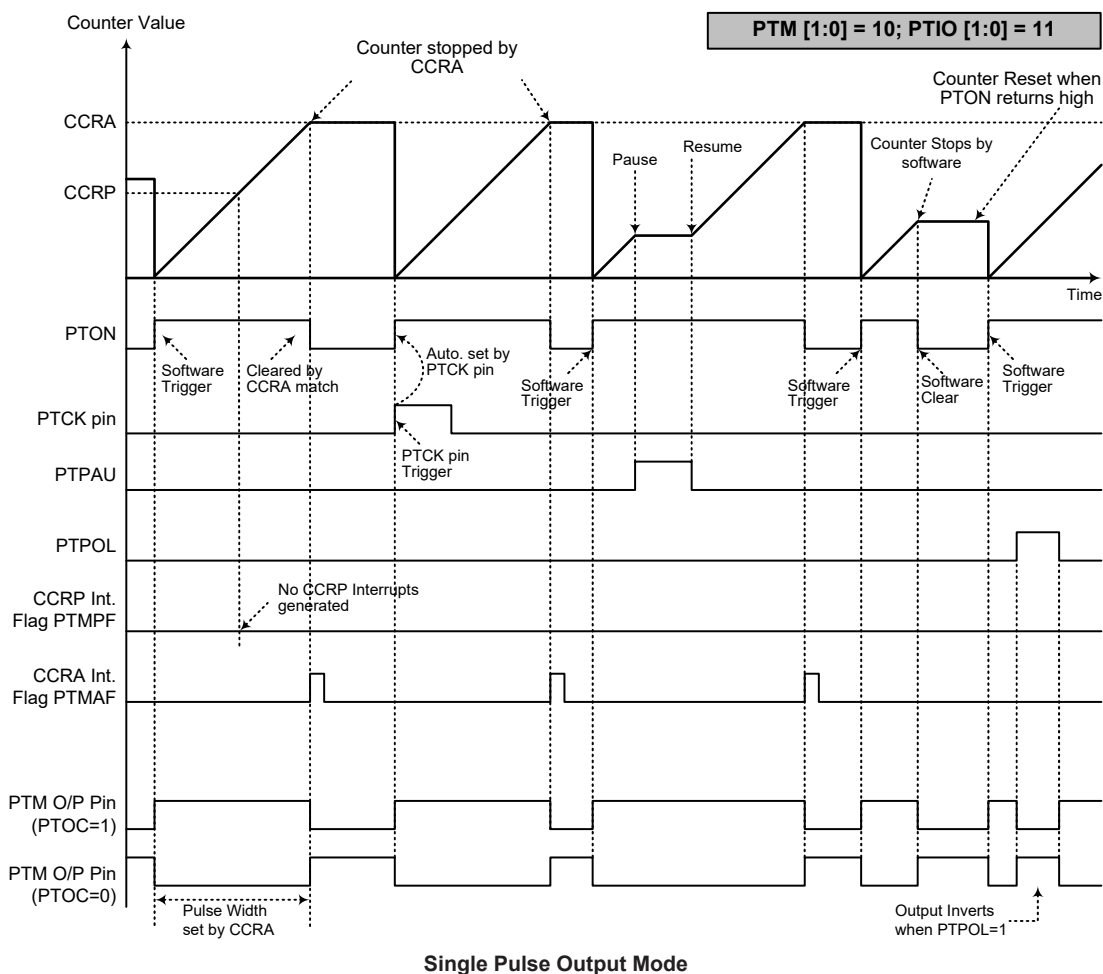 Counter Value
PTM [1:0] = 10; PTIO [1:0] = 11
Counter stopped by
CCRA
Counter Reset when
PTON returns high
CCRA
Pause
Resume
Counter Stops by
software
CCRP
Time
PTON
Software
Trigger
Cleared by
CCRA match
Auto. set by
PTCK pin
Software
Trigger
Software
Trigger
Software
Clear
Software
Trigger
PTCK pin
PTCK pin
Trigger
PTPAU
PTPOL
No CCRP Interrupts
generated
CCRP Int.
Flag PTMPF
CCRA Int.
Flag PTMAF
PTM O/P Pin
(PTOC=1)
PTM O/P Pin
(PTOC=0)
Pulse Width
set by CCRA
Output Inverts
when PTPOL=1
Single Pulse Output Mode